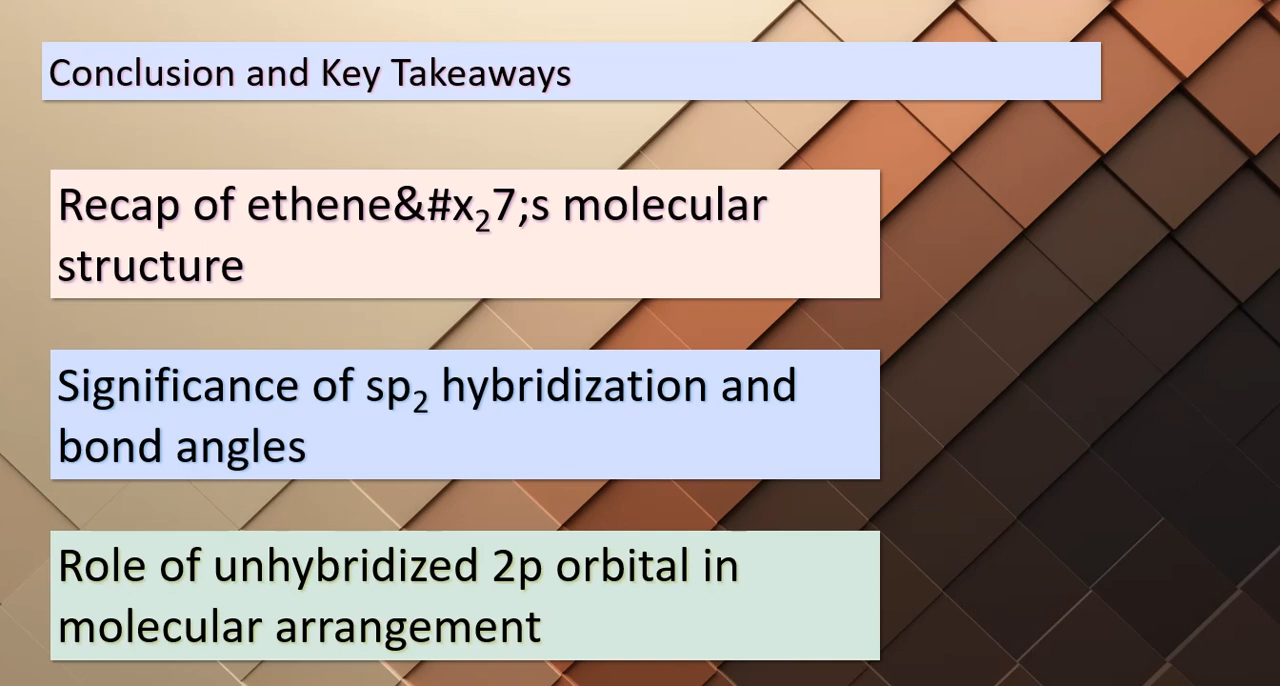 Conclusion and Key Takeaways
Recap of ethene&#x₂7;s molecular
structure
Significance of sp₂ hybridization and
bond angles
Role of unhybridized 2p orbital in
molecular arrangement